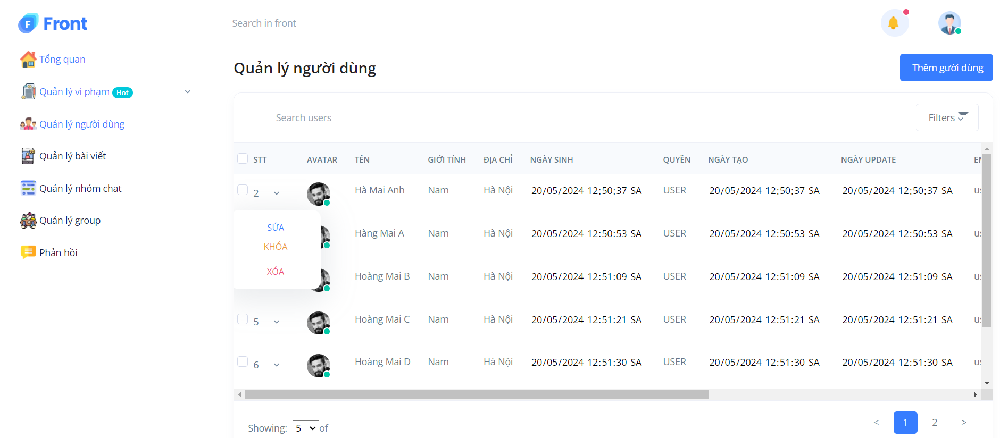 Front
Search in front
Tổng quan
Quản lý vi phạm Hot
Quản lý người dùng
Quản lý bài viết
Quản lý nhóm chat
Quản lý group
Phản hồi
Quản lý người dùng
Thêm gười dùng
Search users
Filters
STT AVATAR TÊN GIỚI TÍNH ĐỊA CHỈ NGÀY SINH QUYỀN NGÀY TẠO NGÀY UPDATE
2 Hà Mai Anh Nam Hà Nội 20/05/2024 12:50:37 SA USER 20/05/2024 12:50:37 SA 20/05/2024 12:50:37 SA
SỬA
KHÓA
XÓA
Hàng Mai A Nam Hà Nội 20/05/2024 12:50:53 SA USER 20/05/2024 12:50:53 SA 20/05/2024 12:50:53 SA
Hoàng Mai B Nam Hà Nội 20/05/2024 12:51:09 SA USER 20/05/2024 12:51:09 SA 20/05/2024 12:51:09 SA
5 Hoàng Mai C Nam Hà Nội 20/05/2024 12:51:21 SA USER 20/05/2024 12:51:21 SA 20/05/2024 12:51:21 SA
6 Hoàng Mai D Nam Hà Nội 20/05/2024 12:51:30 SA USER 20/05/2024 12:51:30 SA 20/05/2024 12:51:30 SA
Showing: 5 of
< 1 2 >